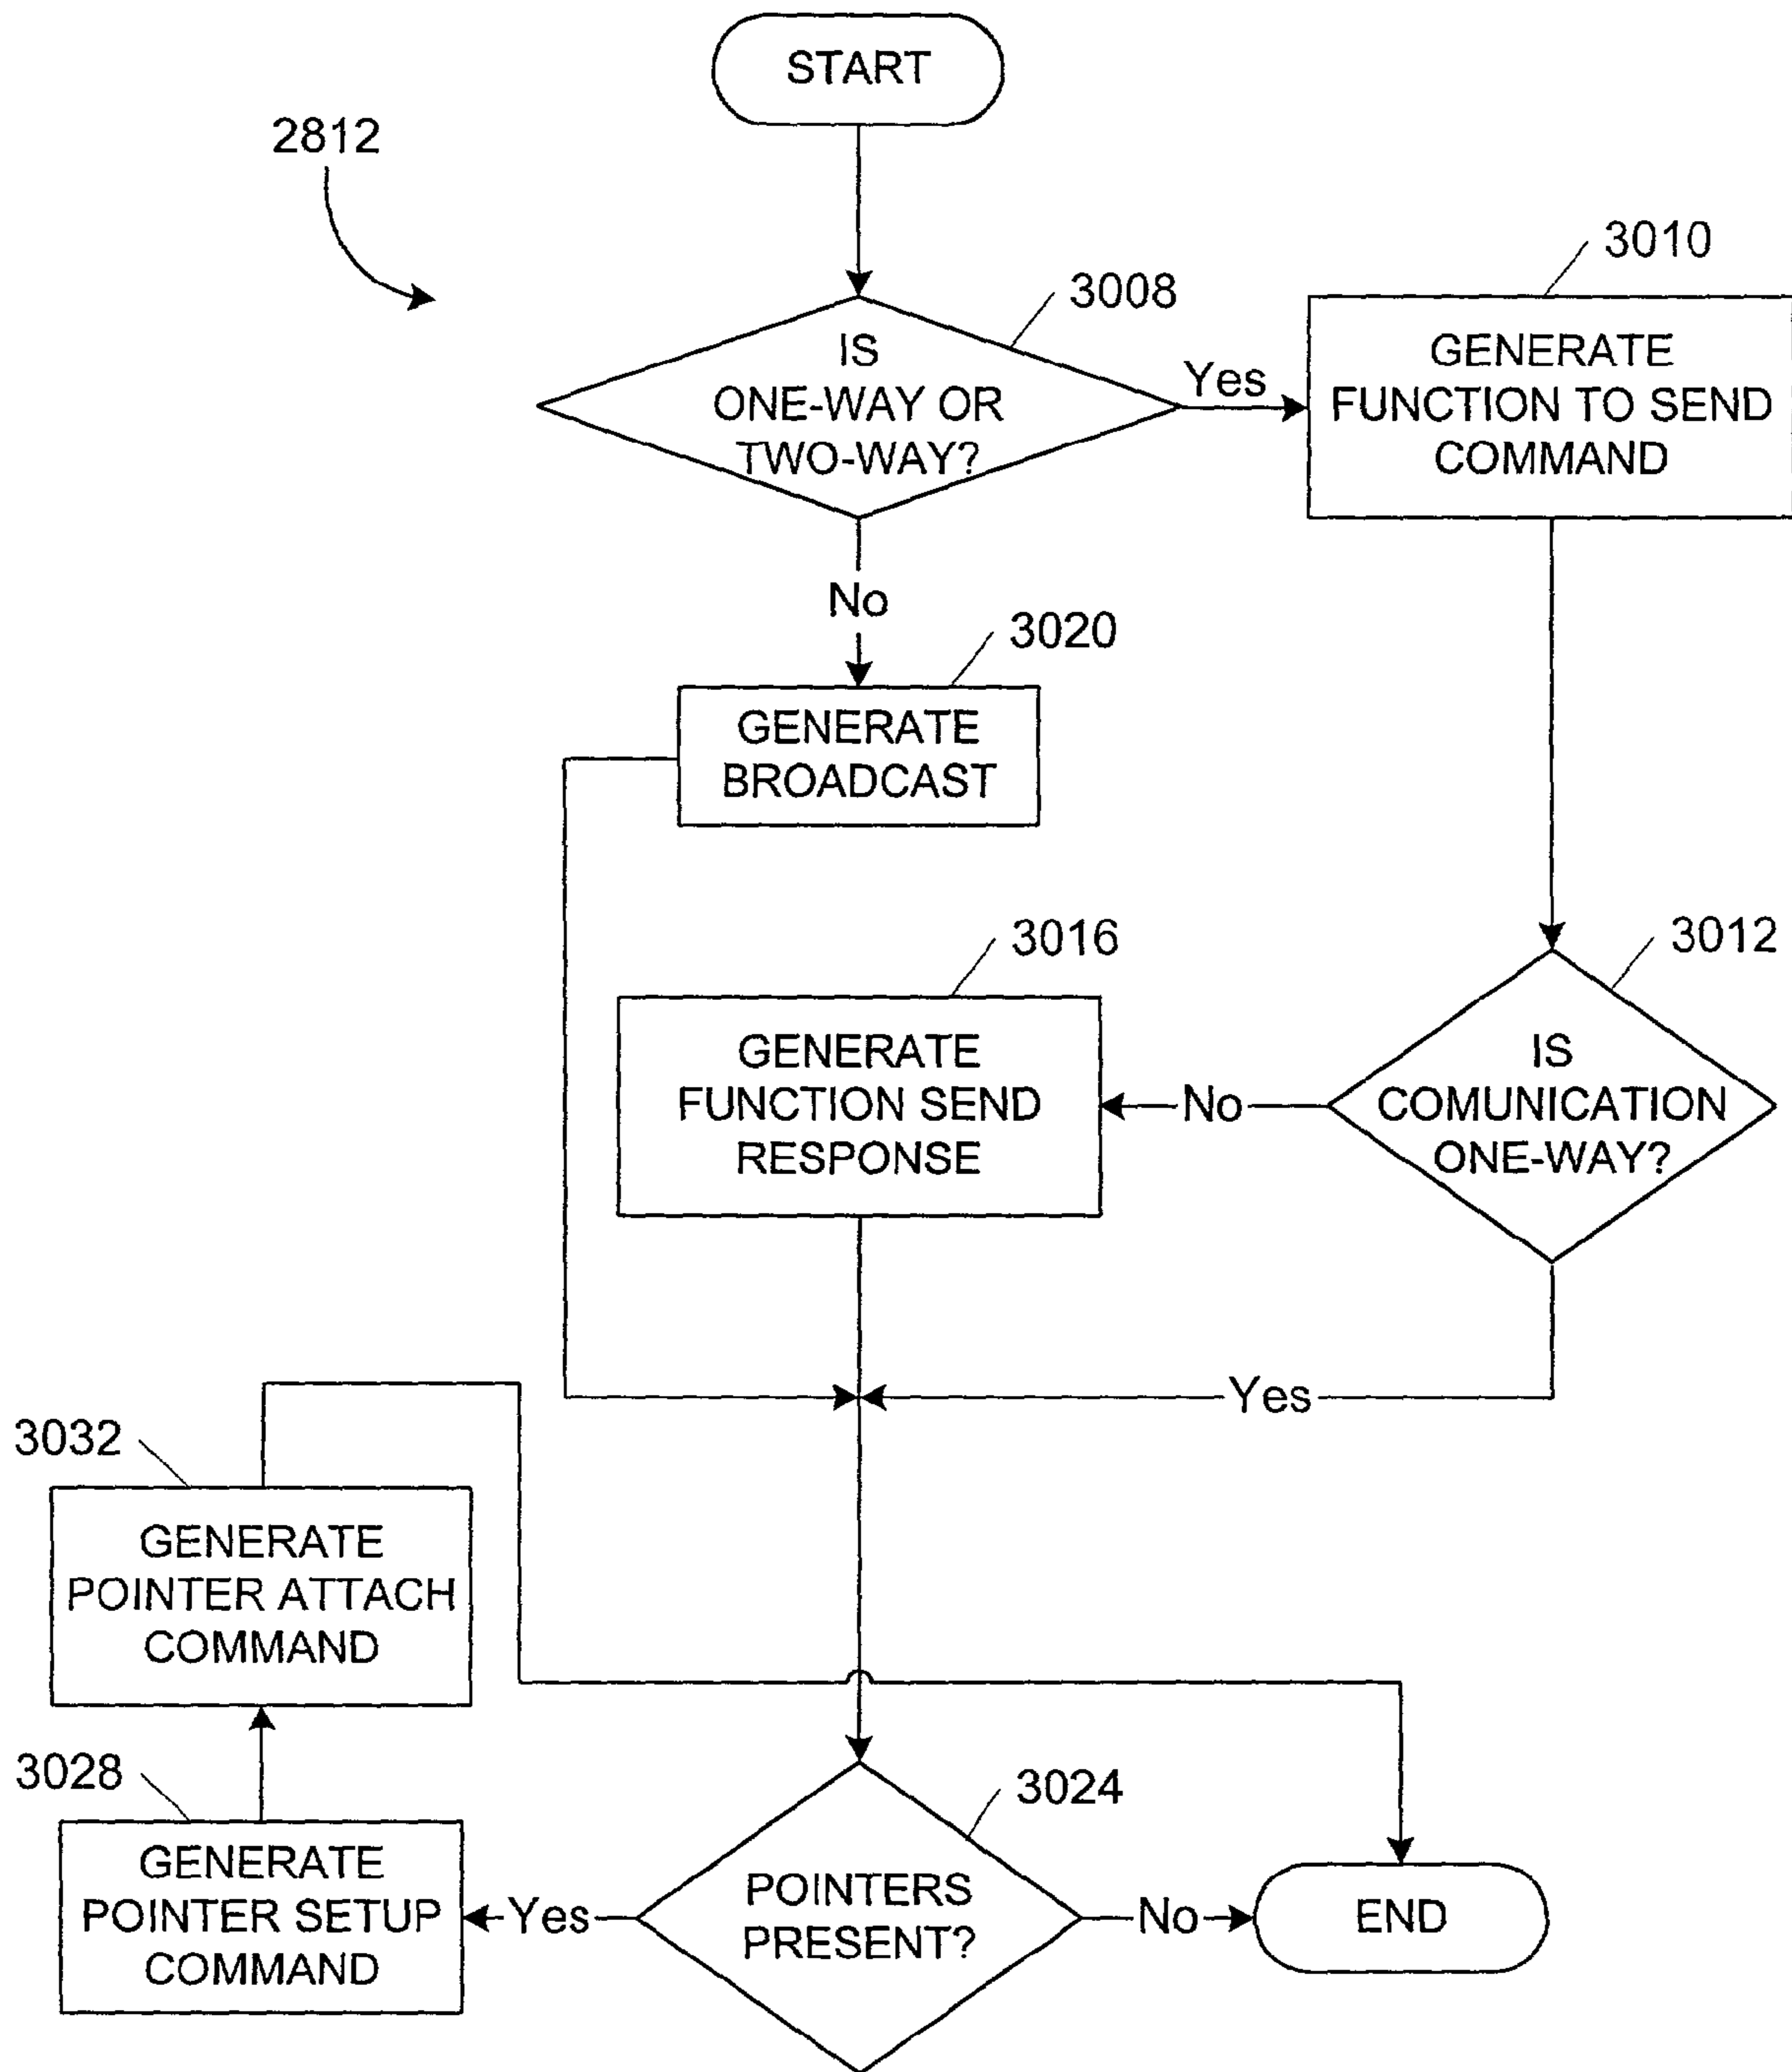 START
2812
3008
IS
ONE-WAY OR
TWO-WAY?
Yes
3010
GENERATE
FUNCTION TO SEND
COMMAND
No
3020
GENERATE
BROADCAST
3016
GENERATE
FUNCTION SEND
RESPONSE
No
3012
IS
COMUNICATION
ONE-WAY?
Yes
3032
GENERATE
POINTER ATTACH
COMMAND
3028
GENERATE
POINTER SETUP
COMMAND
Yes
3024
POINTERS
PRESENT?
No
END